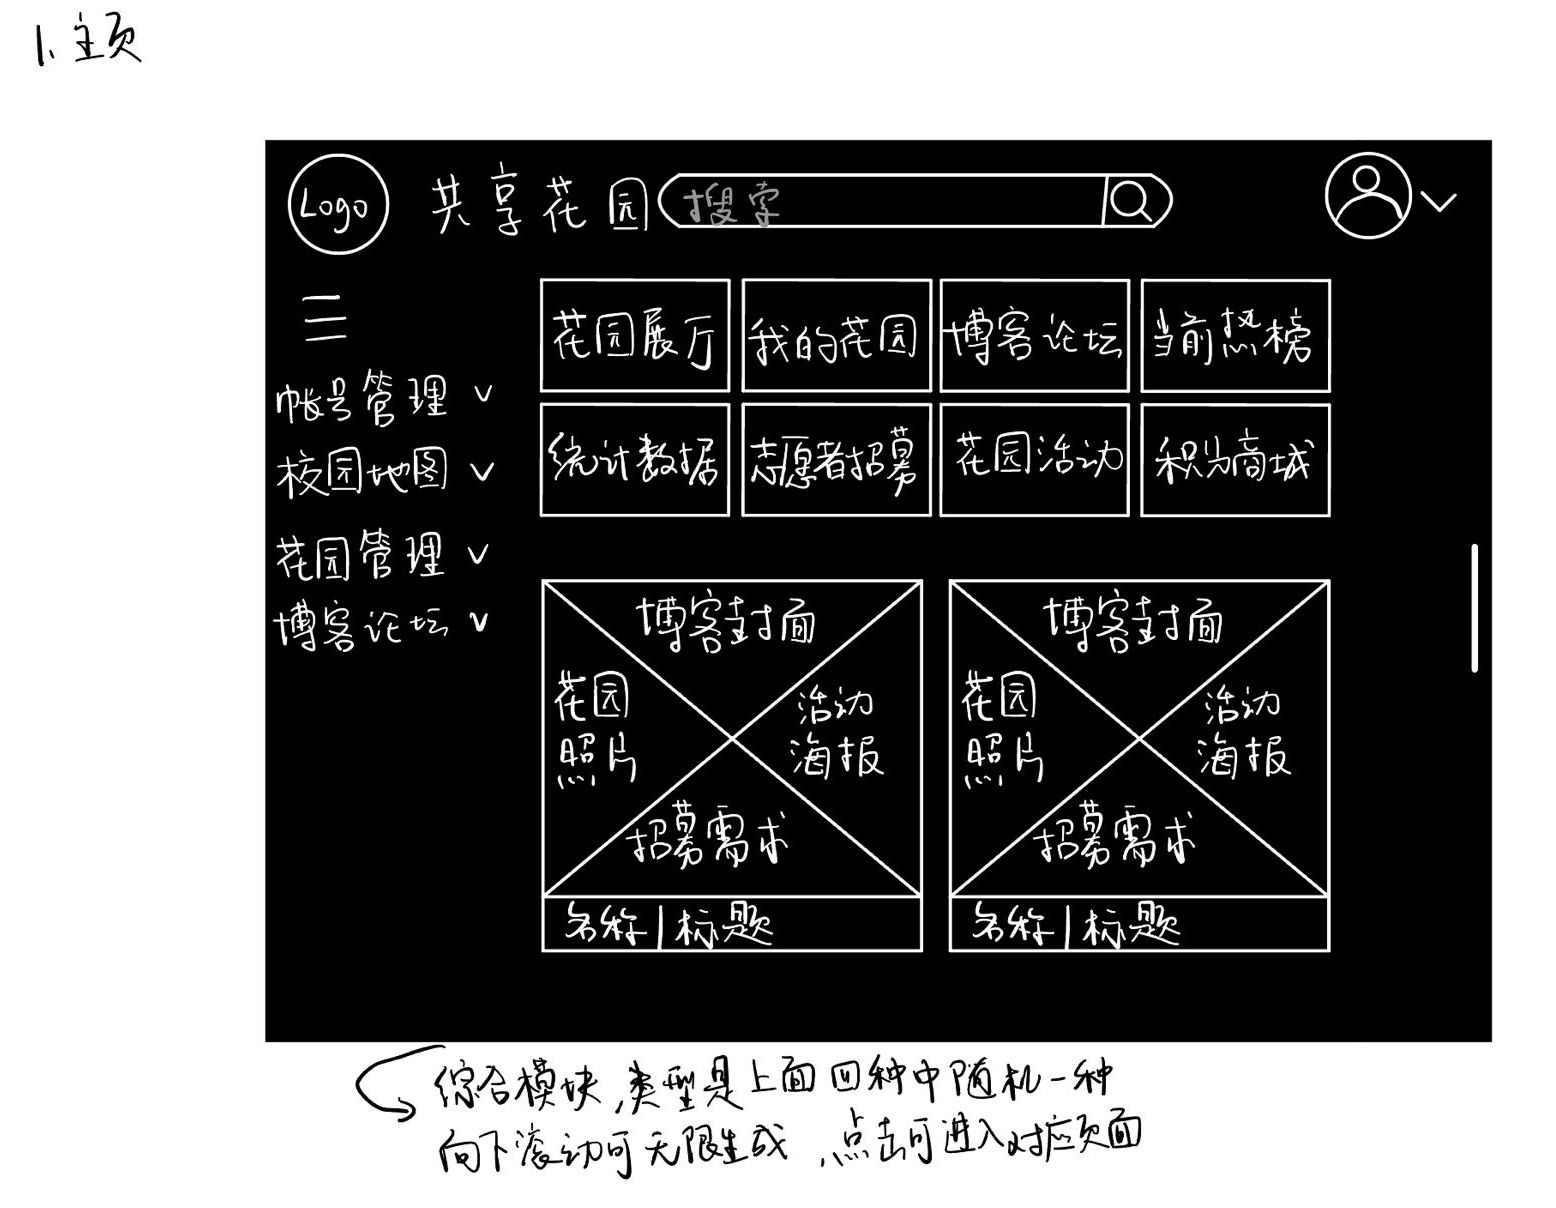 1、主页
Logo 共享花园 搜索
花园展厅 我的花园 博客论坛 当前热榜
帐号管理
校园地图
花园管理
博客论坛
统计数据 志愿者招募 花园活动 积分商城
博客封面
花园照片
活动海报
招募需求
名称|标题
博客封面
花园照片
活动海报
招募需求
名称|标题
综合模块,类型是上面四种中随机一种
向下滚动可无限生成,点击可进入对应页面